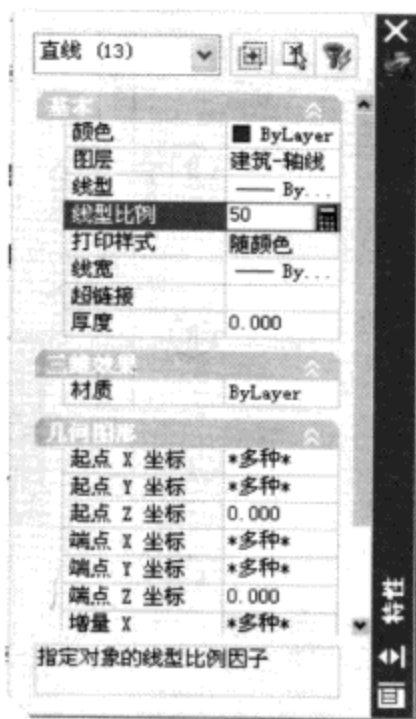 直线 (13)
基本
颜色 ByLayer
图层 建筑-轴线
线型 —— By...
线型比例 50
打印样式 随颜色
线宽 —— By...
超链接
厚度 0.000
三维效果
材质 ByLayer
几何图形
起点 X 坐标 *多种*
起点 Y 坐标 *多种*
起点 Z 坐标 0.000
端点 X 坐标 *多种*
端点 Y 坐标 *多种*
端点 Z 坐标 0.000
增量 X *多种*
指定对象的线型比例因子
特性